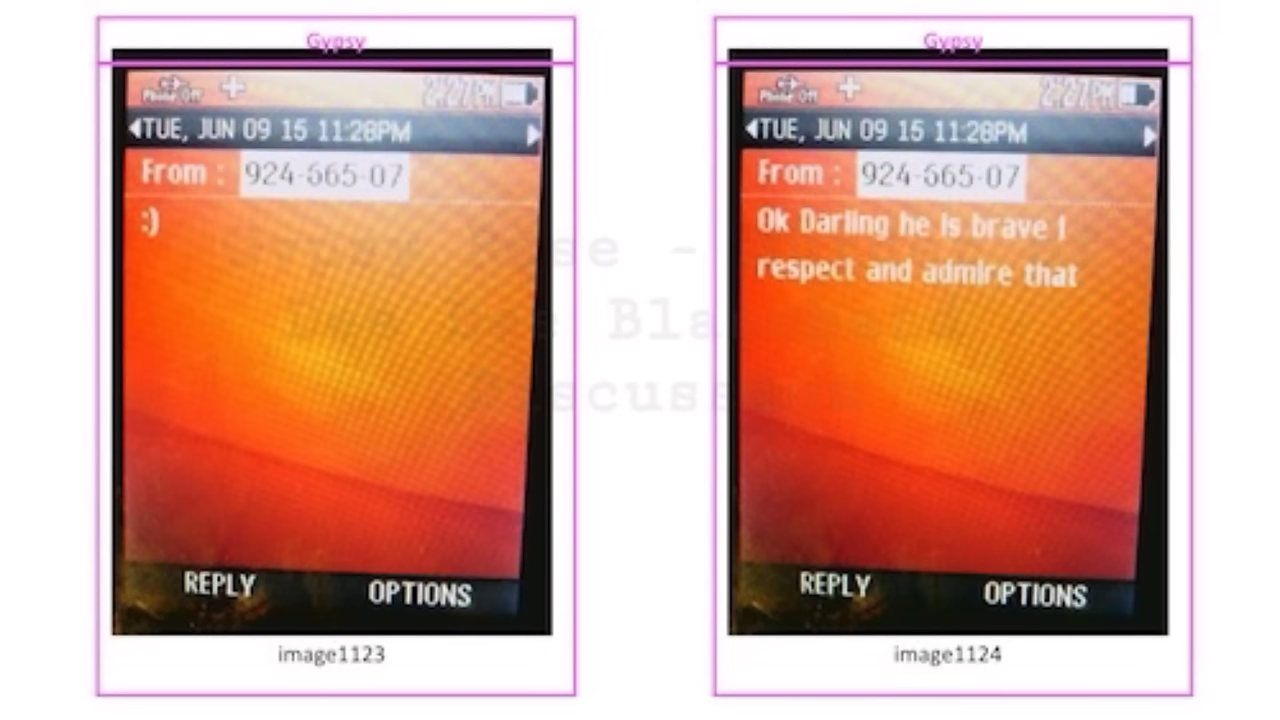 Gypsy
Phone Off 2:27PM
TUE, JUN 09 15 11:28PM
From : 924-565-07
:)
REPLY OPTIONS
image1123
Gypsy
Phone Off 2:27PM
TUE, JUN 09 15 11:28PM
From : 924-565-07
Ok Darling he is brave i
respect and admire that
REPLY OPTIONS
image1124